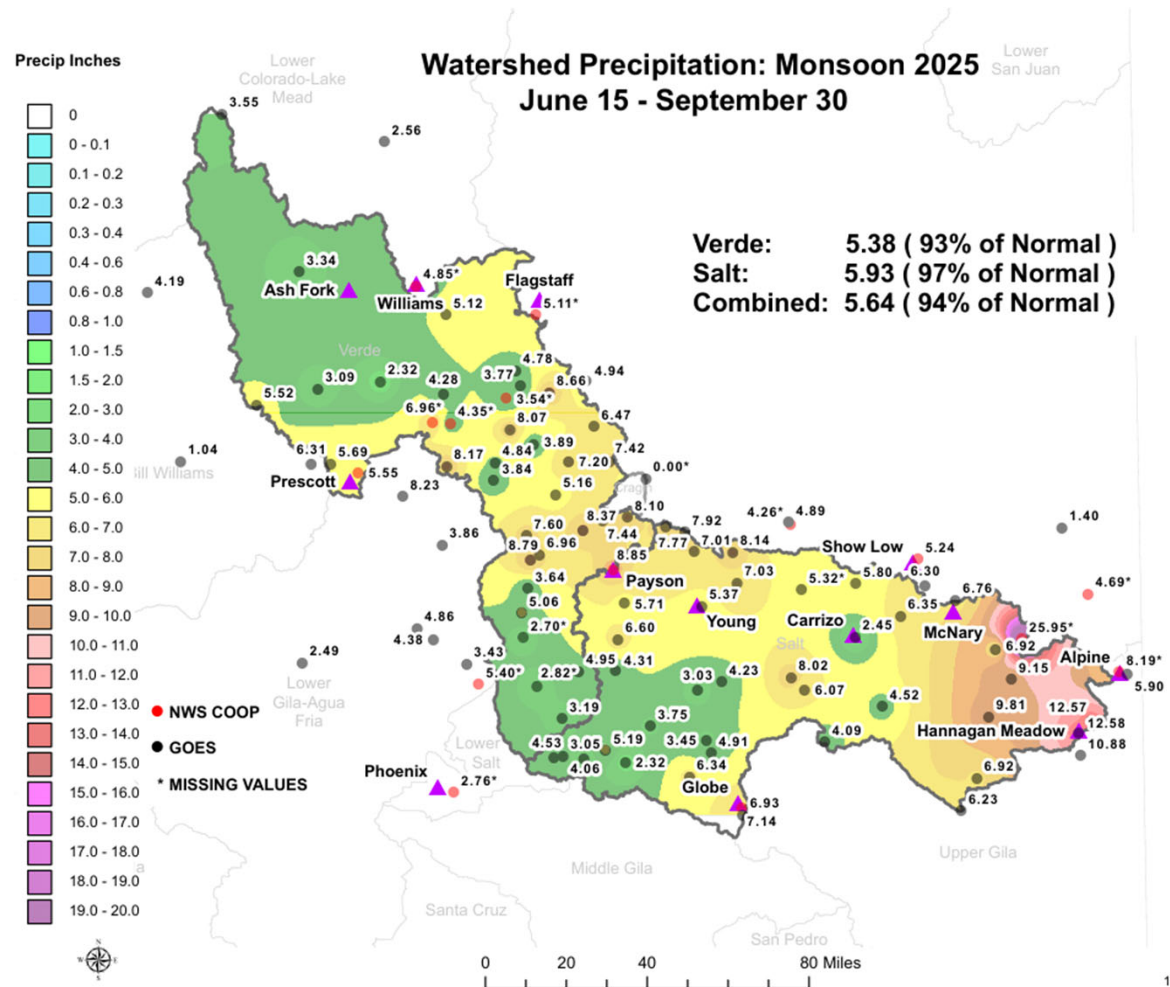 Watershed Precipitation: Monsoon 2025
June 15 - September 30
Precip Inches
0
0 - 0.1
0.1 - 0.2
0.2 - 0.3
0.3 - 0.4
0.4 - 0.6
0.6 - 0.8
0.8 - 1.0
1.0 - 1.5
1.5 - 2.0
2.0 - 3.0
3.0 - 4.0
4.0 - 5.0
5.0 - 6.0
6.0 - 7.0
7.0 - 8.0
8.0 - 9.0
9.0 - 10.0
10.0 - 11.0
11.0 - 12.0
12.0 - 13.0
13.0 - 14.0
14.0 - 15.0
15.0 - 16.0
16.0 - 17.0
17.0 - 18.0
18.0 - 19.0
19.0 - 20.0
Lower
Colorado-Lake
Mead
Lower
San Juan
Verde: 5.38 ( 93% of Normal )
Salt: 5.93 ( 97% of Normal )
Combined: 5.64 ( 94% of Normal )
3.55
2.56
3.34
4.85*
Flagstaff
4.19
Ash Fork
Williams
5.11*
5.12
Verde
4.78
5.52
3.09
2.32
4.28
3.77
8.66
4.94
3.54*
6.96*
4.35*
8.07
6.47
1.04
6.31
5.69
8.17
4.84
3.89
7.20
7.42
Bill Williams
Prescott
5.55
3.84
0.00*
Cragin
8.23
5.16
3.86
7.60
8.37
8.10
7.92
4.26*
4.89
1.40
8.79
6.96
7.44
7.77
7.01
8.14
Show Low
5.24
8.85
Payson
3.64
7.03
5.32*
5.80
6.30
4.69*
5.06
5.71
5.37
Young
Carrizo
2.45
6.35
6.76
McNary
4.86
2.70*
6.60
Salt
25.95*
4.38
6.92
Alpine
2.49
3.43
4.95
4.31
8.02
9.15
8.19*
5.40*
2.82*
3.03
4.23
6.07
5.90
Lower
Gila-Agua
Fria
3.19
3.75
4.52
9.81
12.57
12.58
NWS COOP
GOES
* MISSING VALUES
Lower
Salt
4.53
3.05
5.19
3.45
4.91
4.09
Hannagan Meadow
10.88
4.06
2.32
6.34
6.92
Phoenix
2.76*
Globe
6.93
7.14
6.23
Middle Gila
Upper Gila
Santa Cruz
San Pedro
a
N
W
E
S
0 20 40 80 Miles
1